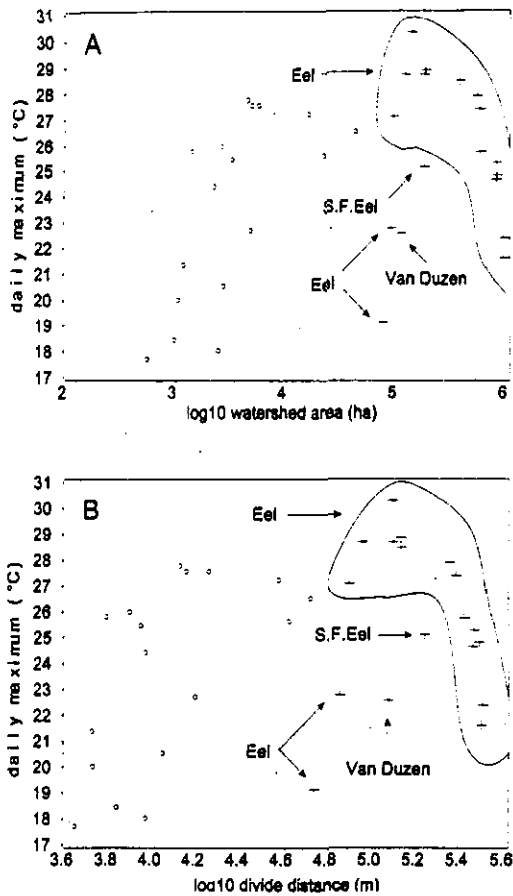 A
31
30
29
28
27
26
25
24
23
22
21
20
19
18
17
daily maximum (°C)
Eel
S.F.Eel
Eel
Van Duzen
2 3 4 5 6
log10 watershed area (ha)
B
31
30
29
28
27
26
25
24
23
22
21
20
19
18
17
daily maximum (°C)
Eel
S.F.Eel
Eel
Van Duzen
3.6 4.0 4.2 4.4 4.6 4.8 5.0 5.2 5.4 5.6
log10 divide distance (m)